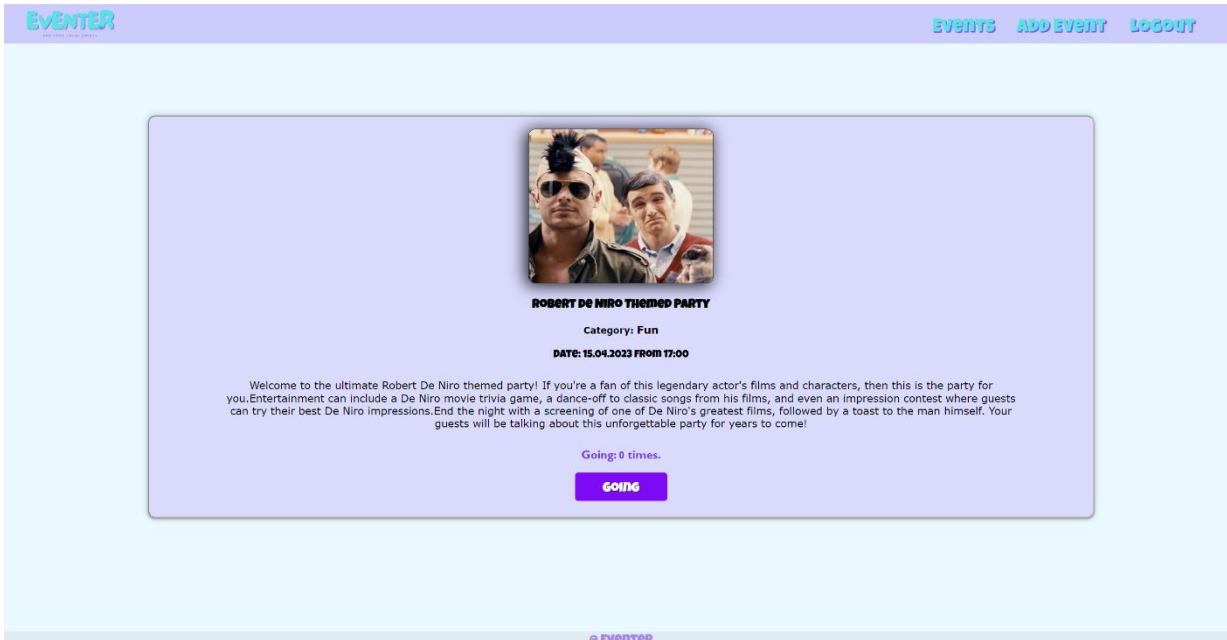 EVENTER
Events Add Event Logout
Robert De Niro Themed Party
Category: Fun
Date: 15.04.2023 from 17:00
Welcome to the ultimate Robert De Niro themed party! If you're a fan of this legendary actor's films and characters, then this is the party for
you.Entertainment can include a De Niro movie trivia game, a dance-off to classic songs from his films, and even an impression contest where guests
can try their best De Niro impressions.End the night with a screening of one of De Niro's greatest films, followed by a toast to the man himself. Your
guests will be talking about this unforgettable party for years to come!
Going: 0 times.
Going
@ Eventer